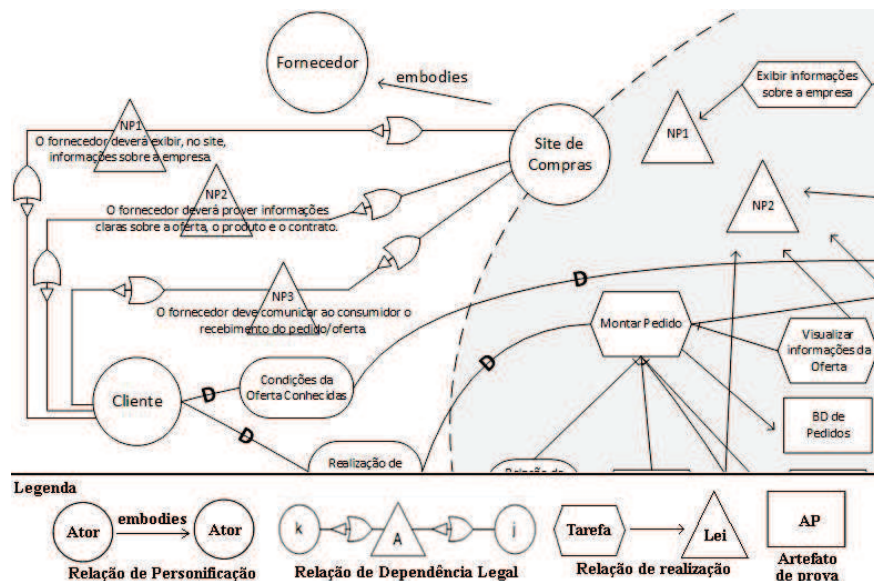 Fornecedor
embodies
Exibir informações
sobre a empresa
NP1
O fornecedor deverá exibir, no site,
informações sobre a empresa.
Site de
Compras
NP1
NP2
O fornecedor deverá prover informações
claras sobre a oferta, o produto e o contrato.
NP2
NP3
O fornecedor deve comunicar ao consumidor o
recebimento do pedido/oferta.
D
Montar Pedido
Visualizar
informações da
Oferta
Cliente
D
Condições da
Oferta Conhecidas
D
D
BD de
Pedidos
Realização de
Relação de
Legenda
Ator
embodies
Ator
Relação de Personificação
k
A
j
Relação de Dependência Legal
Tarefa
Lei
Relação de realização
AP
Artefato
de prova